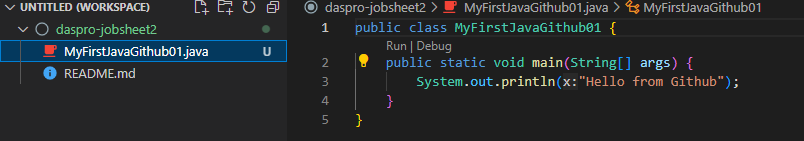 UNTITLED (WORKSPACE)
daspro-jobsheet2
MyFirstJavaGithub01.java U
README.md
daspro-jobsheet2 > MyFirstJavaGithub01.java > MyFirstJavaGithub01
1 public class MyFirstJavaGithub01 {
Run | Debug
2 public static void main(String[] args) {
3 System.out.println(x:"Hello from Github");
4 }
5 }